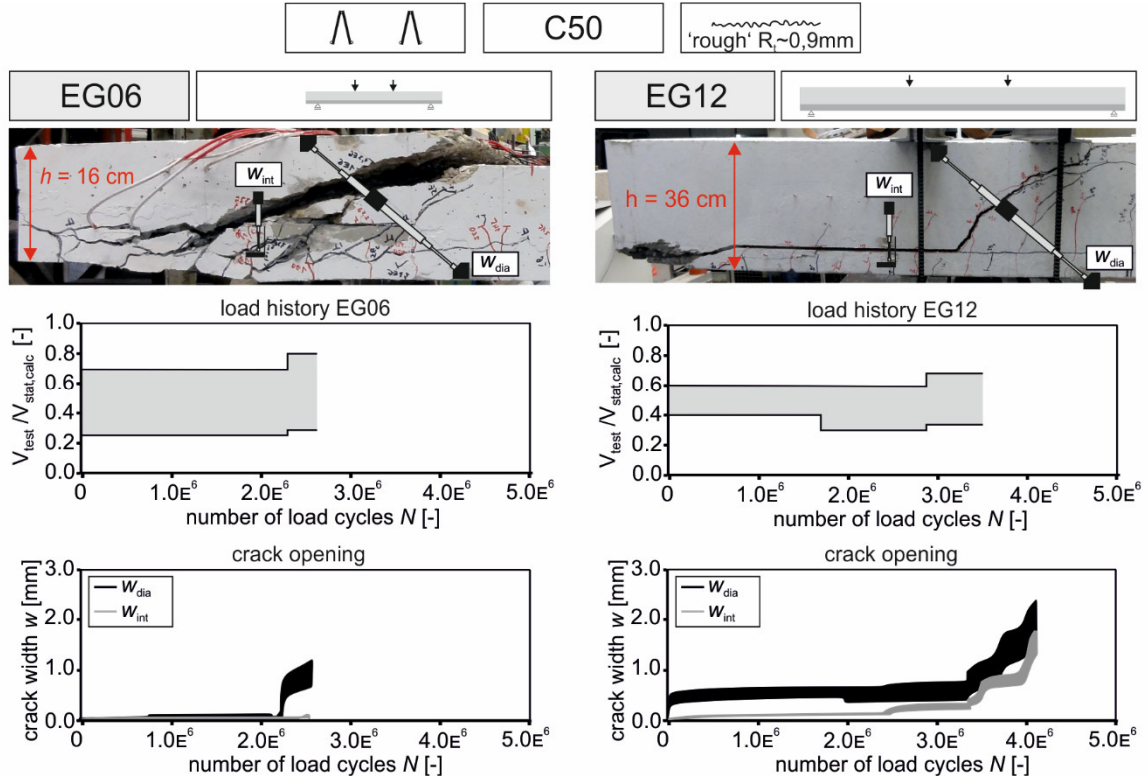 C50
'rough' Rt~0,9mm
EG06
EG12
h = 16 cm
Wint
Wdia
h = 36 cm
Wint
Wdia
load history EG06
Vtest /Vstat,calc [-]
1.0
0.8
0.6
0.4
0.2
0.0
0
1.0E⁶
2.0E⁶
3.0E⁶
4.0E⁶
5.0E⁶
number of load cycles N [-]
load history EG12
Vtest /Vstat,calc [-]
1.0
0.8
0.6
0.4
0.2
0.0
0
1.0E⁶
2.0E⁶
3.0E⁶
4.0E⁶
5.0E⁶
number of load cycles N [-]
crack opening
crack width w [mm]
3.0
2.0
1.0
0.0
Wdia
Wint
0
1.0E⁶
2.0E⁶
3.0E⁶
4.0E⁶
5.0E⁶
number of load cycles N [-]
crack opening
crack width w [mm]
3.0
2.0
1.0
0.0
Wdia
Wint
0
1.0E⁶
2.0E⁶
3.0E⁶
4.0E⁶
5.0E⁶
number of load cycles N [-]